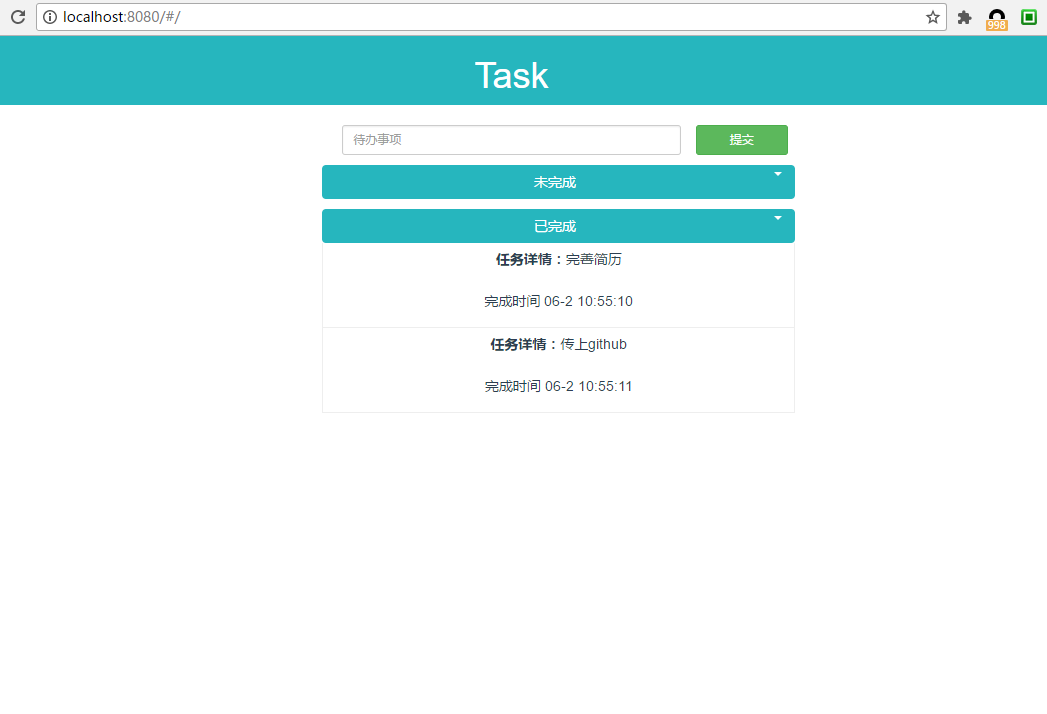 localhost:8080/#/
998
Task
待办事项
提交
未完成
已完成
任务详情：完善简历
完成时间 06-2 10:55:10
任务详情：传上github
完成时间 06-2 10:55:11